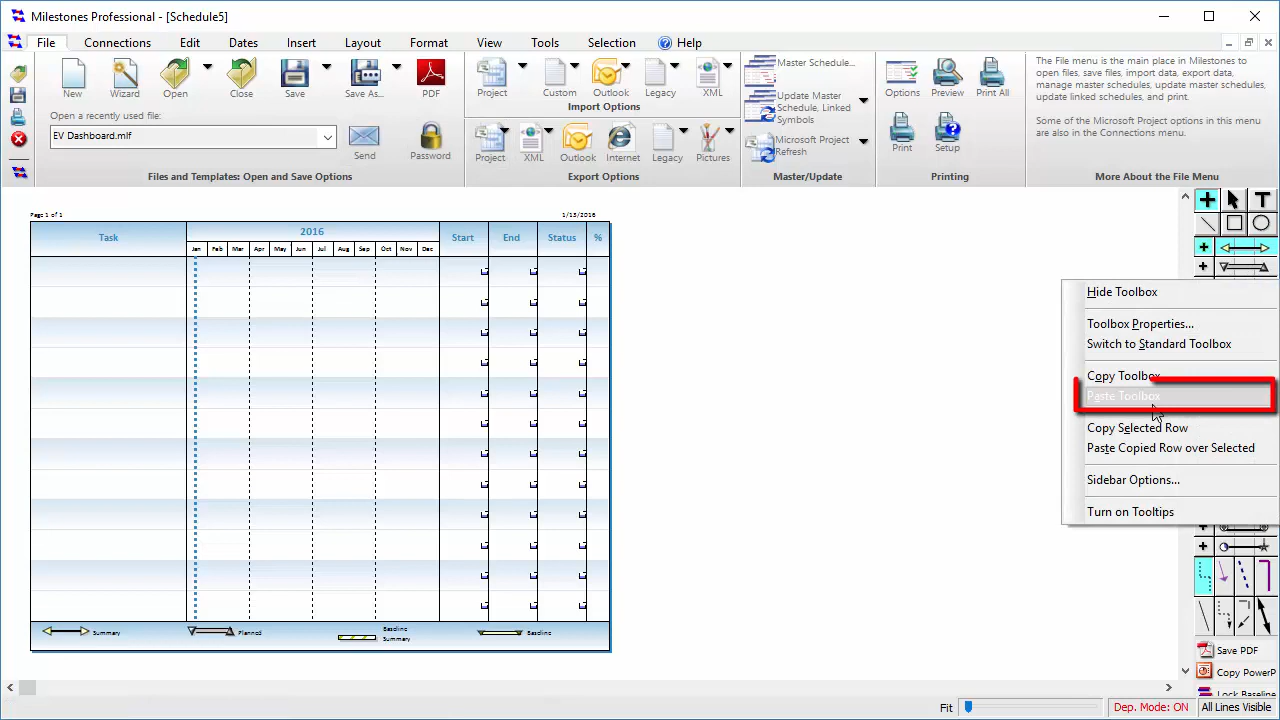 Milestones Professional - [Schedule5]
File Connections Edit Dates Insert Layout Format View Tools Selection Help
New Wizard Open Close Save Save As... PDF
Open a recently used file:
EV Dashboard.mlf
Send Password
Files and Templates: Open and Save Options
Project Custom Outlook Legacy XML
Import Options
Project XML Outlook Internet Legacy Pictures
Export Options
Master Schedule...
Update Master
Schedule, Linked
Symbols
Microsoft Project
Refresh
Master/Update
Options Preview Print All
Print Setup
Printing
The File menu is the main place in Milestones to
open files, save files, import data, export data,
manage master schedules, update master schedules,
update linked schedules, and print.
Some of the Microsoft Project options in this menu
are also in the Connections menu.
More About the File Menu
Page 1 of 1 1/13/2016
Task 2016 Start End Status %
Jan Feb Mar Apr May Jun Jul Aug Sep Oct Nov Dec
Summary Planned Baseline
Summary Baseline
Hide Toolbox
Toolbox Properties...
Switch to Standard Toolbox
Copy Toolbox
Paste Toolbox
Copy Selected Row
Paste Copied Row over Selected
Sidebar Options...
Turn on Tooltips
Save PDF
Copy PowerP
Lock Baseline
Fit Dep. Mode: ON All Lines Visible